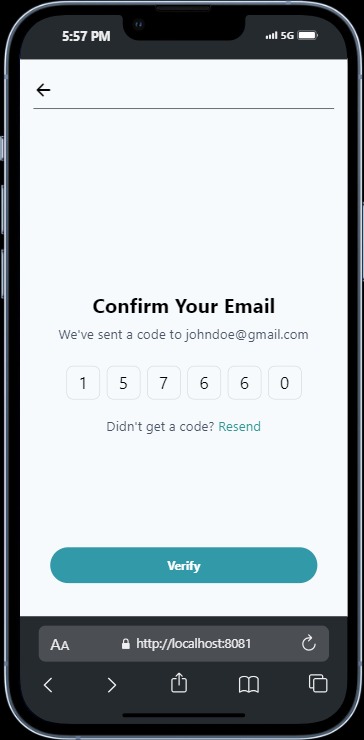 5:57 PM 5G
Confirm Your Email
We've sent a code to johndoe@gmail.com
1 5 7 6 6 0
Didn't get a code? Resend
Verify
AA http://localhost:8081